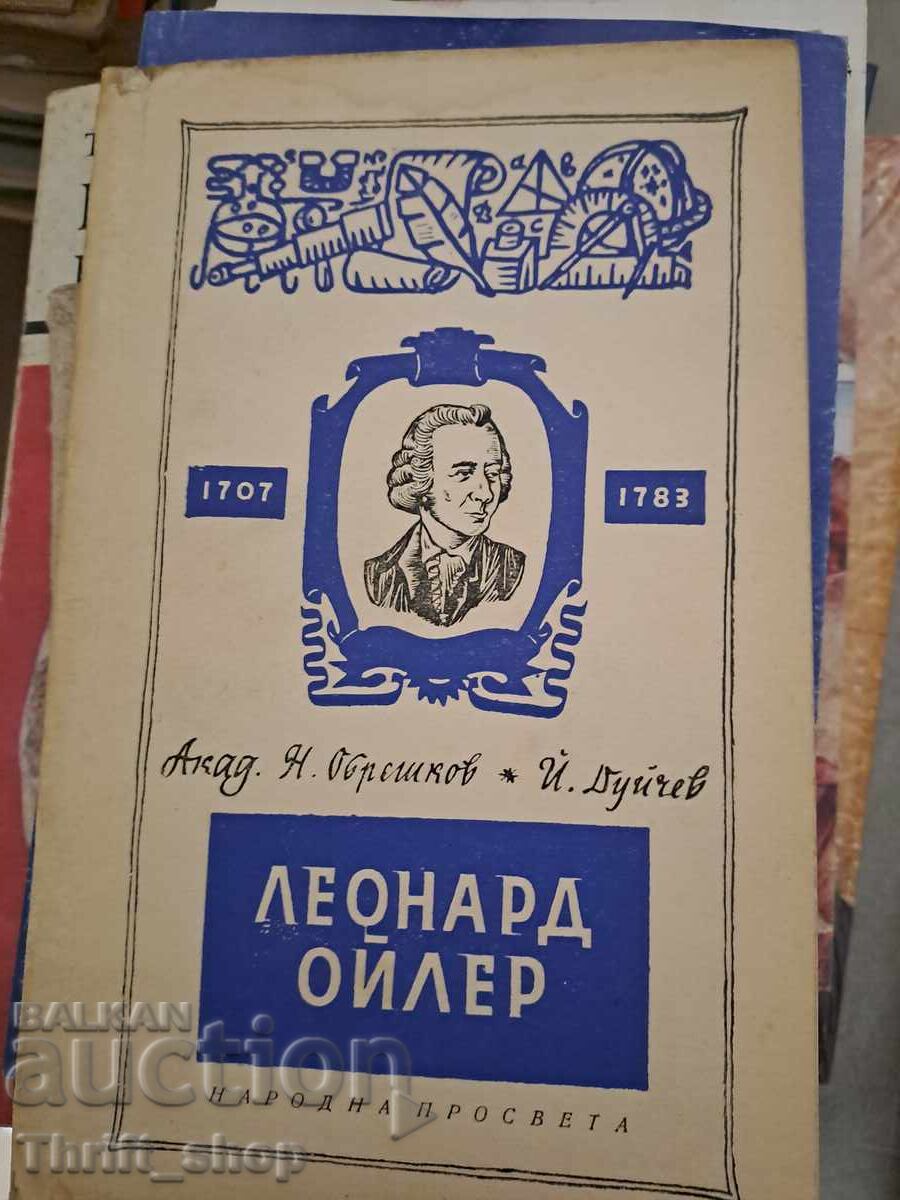 1707
1783
Акад. Н. Обрешков * Й. Дуйчев
ЛЕОНАРД
ОЙЛЕР
НАРОДНА ПРОСВЕТА
BALKAN
auction
Thrift_shop